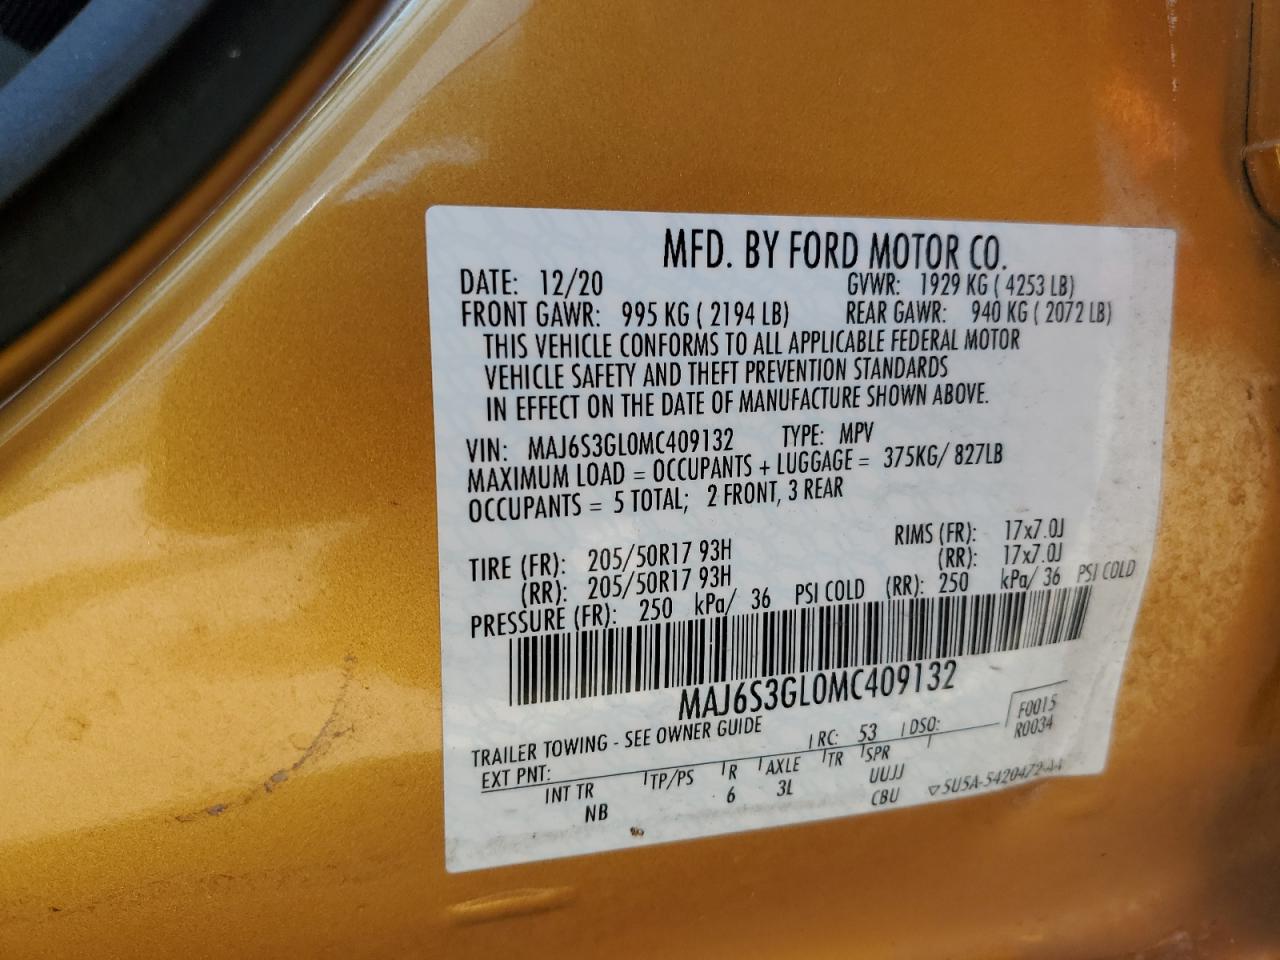 MFD. BY FORD MOTOR CO.
DATE: 12/20 GVWR: 1929 KG ( 4253 LB)
FRONT GAWR: 995 KG ( 2194 LB) REAR GAWR: 940 KG ( 2072 LB)
THIS VEHICLE CONFORMS TO ALL APPLICABLE FEDERAL MOTOR
VEHICLE SAFETY AND THEFT PREVENTION STANDARDS
IN EFFECT ON THE DATE OF MANUFACTURE SHOWN ABOVE.
VIN: MAJ6S3GL0MC409132 TYPE: MPV
MAXIMUM LOAD = OCCUPANTS + LUGGAGE = 375KG/ 827LB
OCCUPANTS = 5 TOTAL; 2 FRONT, 3 REAR
TIRE (FR): 205/50R17 93H RIMS (FR): 17x7.0J
(RR): 205/50R17 93H (RR): 17x7.0J
PRESSURE (FR): 250 kPa/ 36 PSI COLD (RR): 250 kPa/ 36 PSI COLD
MAJ6S3GL0MC409132
TRAILER TOWING - SEE OWNER GUIDE
EXT PNT: RC: 53 DSO: F0015
R0034
INT TR TP/PS R AXLE TR SPR
NB 6 3L UUJJ
CBU